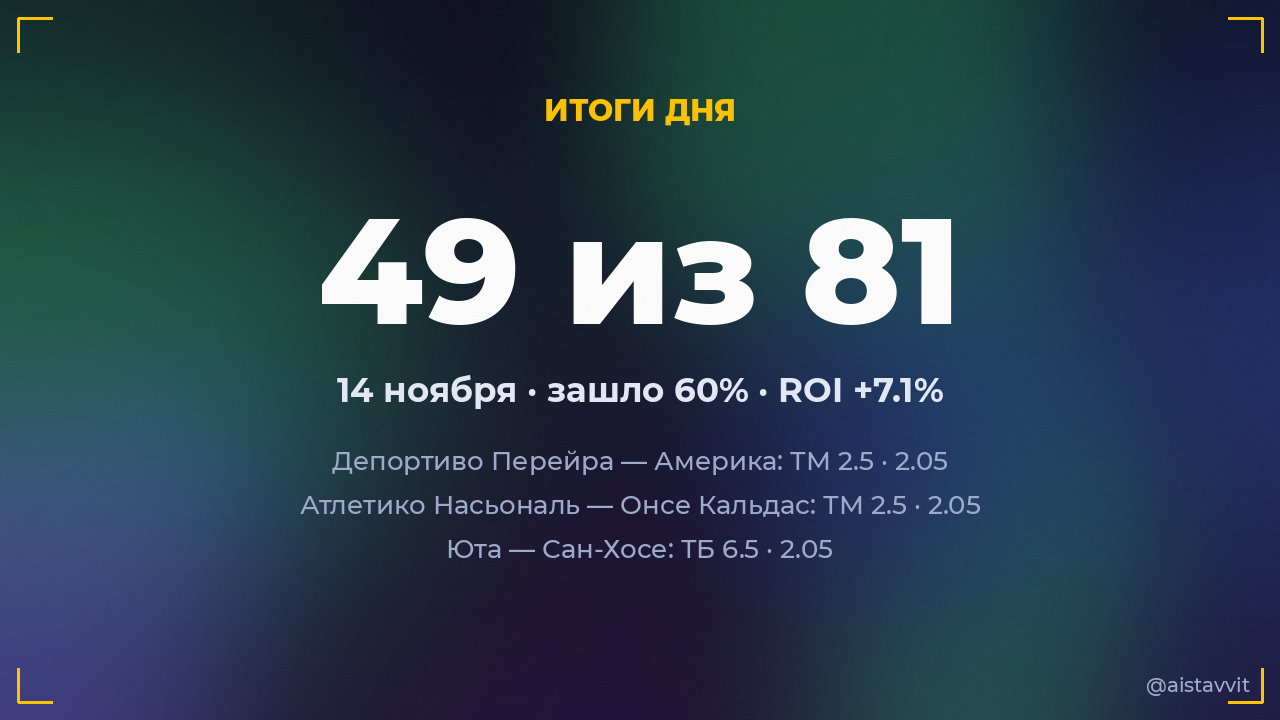 ИТОГИ ДНЯ
49 из 81
14 ноября · зашло 60% · ROI +7.1%
Депортиво Перейра — Америка: ТМ 2.5 · 2.05
Атлетико Насьональ — Онсе Кальдас: ТМ 2.5 · 2.05
Юта — Сан-Хосе: ТБ 6.5 · 2.05
@aistavvit